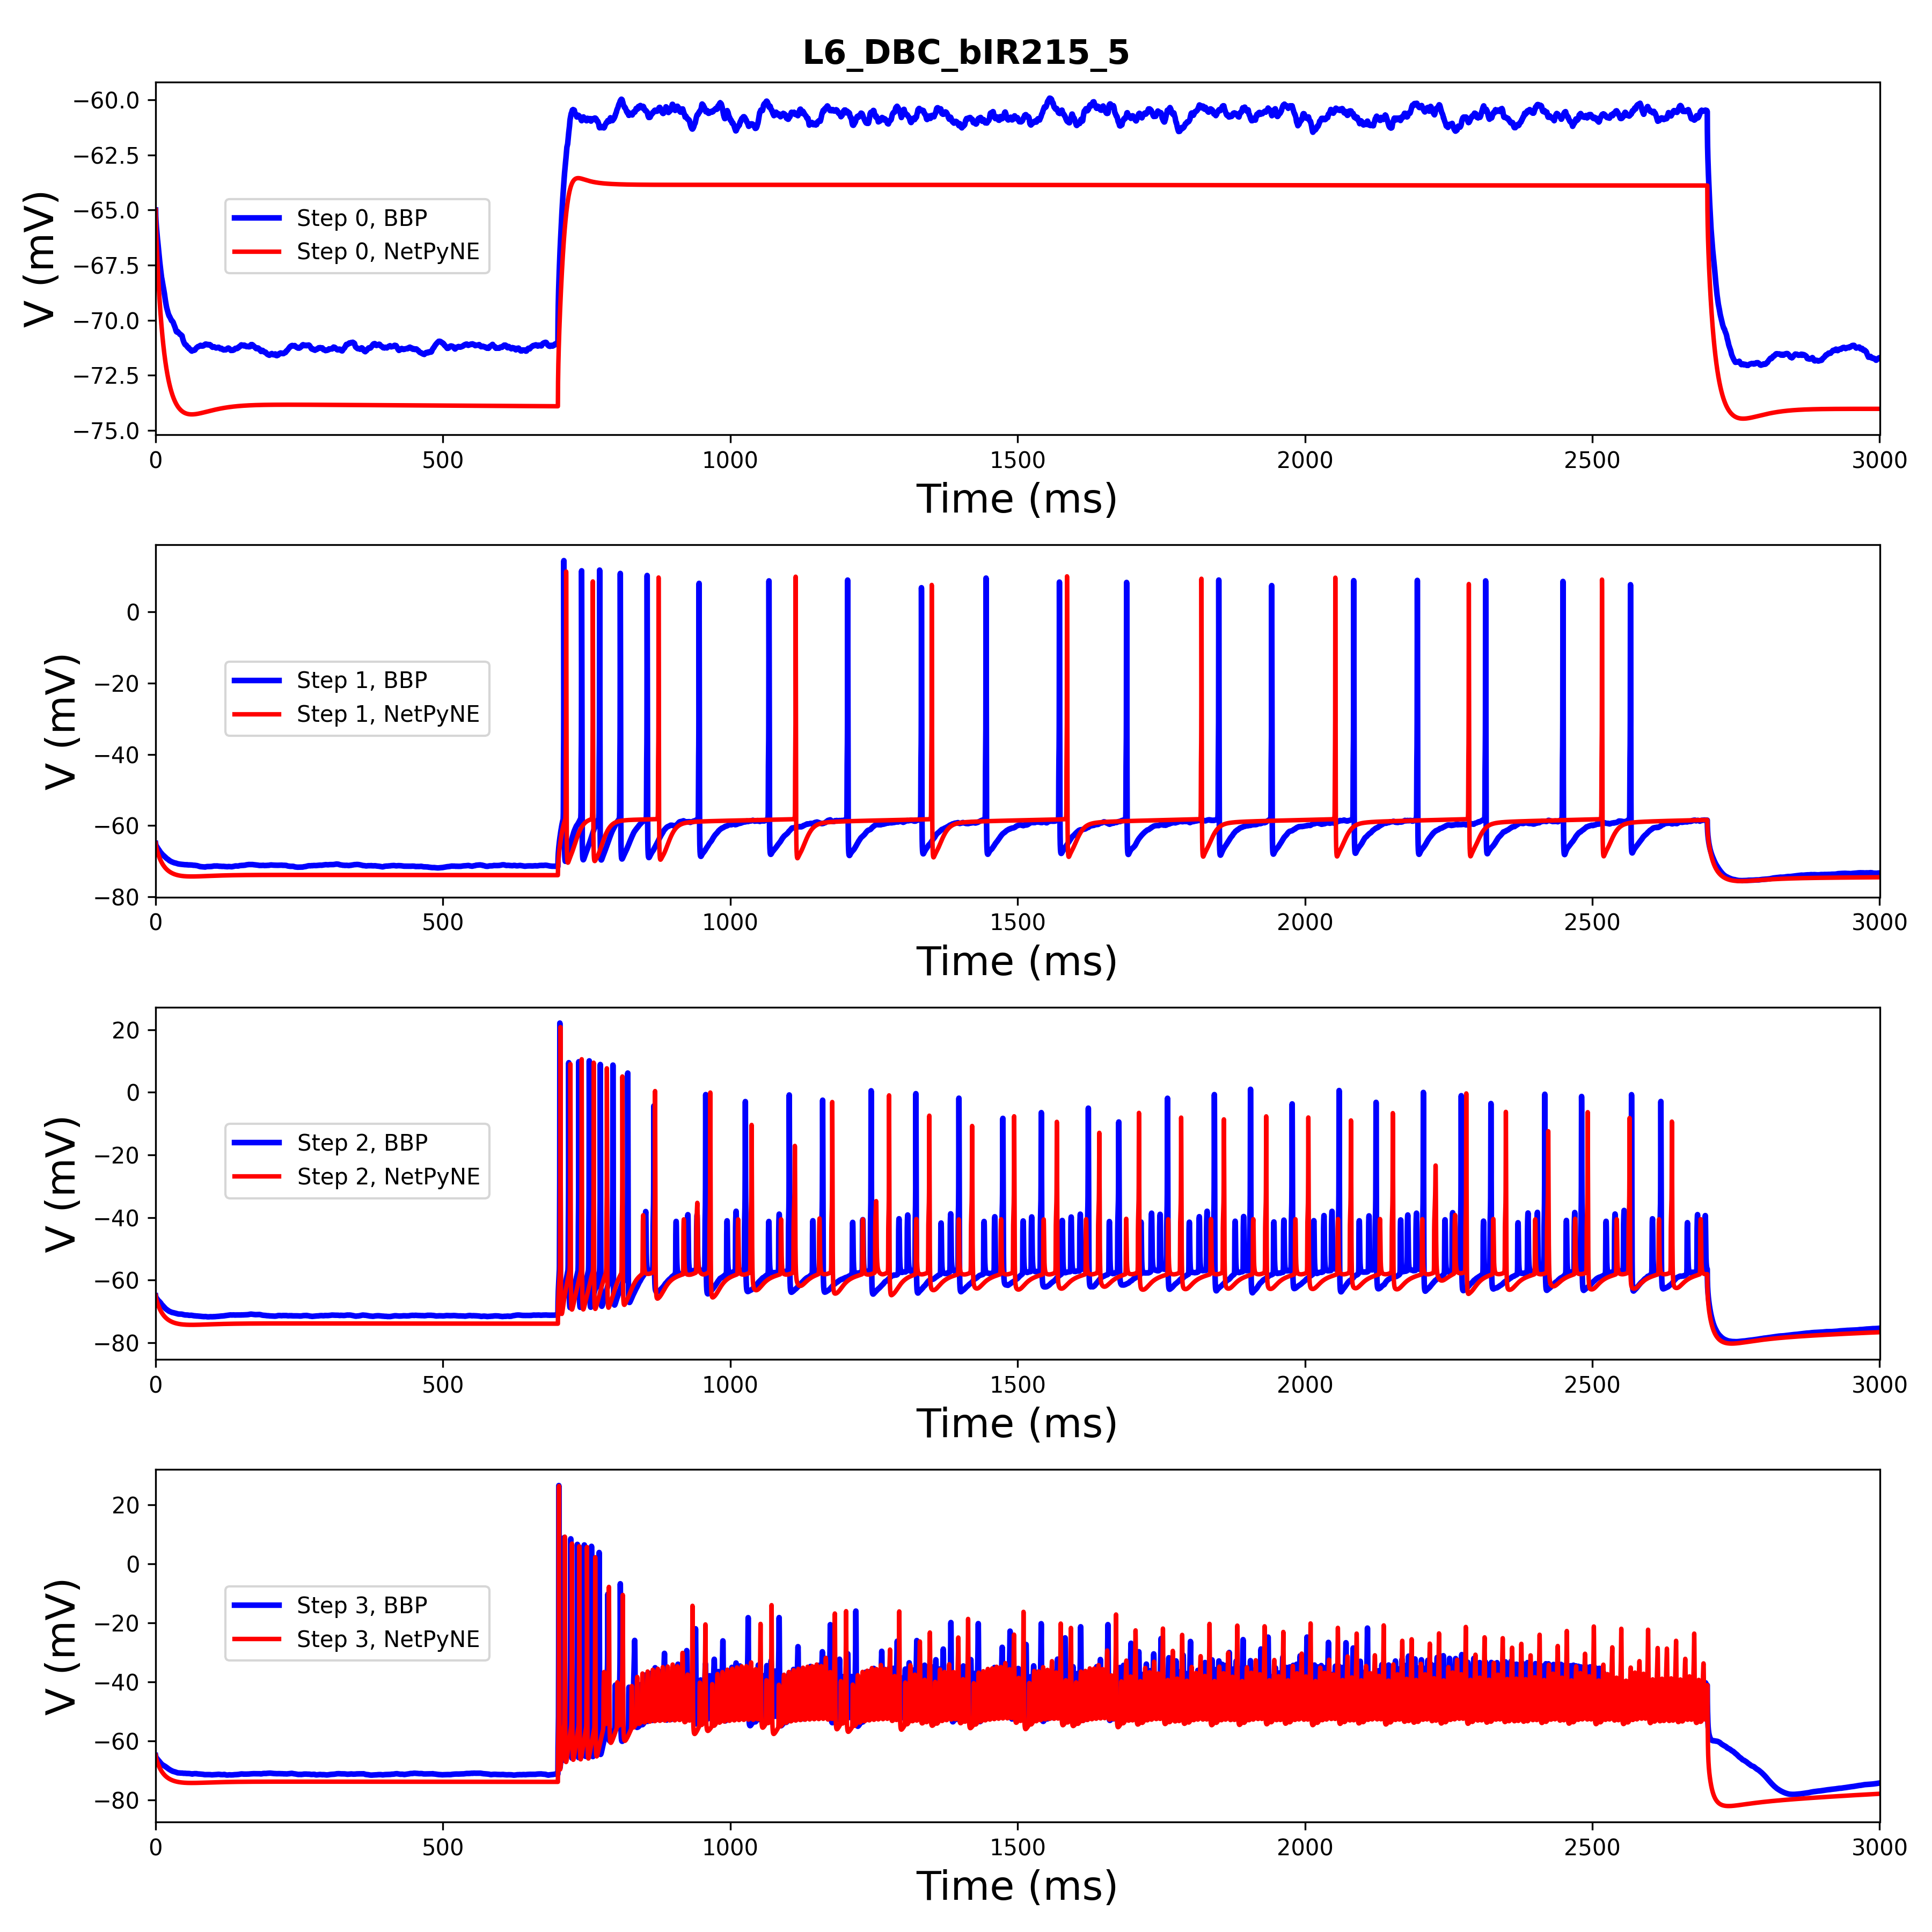 L6_DBC_bIR215_5
−60.0
−62.5
−65.0
−67.5
−70.0
−72.5
−75.0
V (mV)
Step 0, BBP
Step 0, NetPyNE
0 500 1000 1500 2000 2500 3000
Time (ms)
0
−20
−40
−60
−80
V (mV)
Step 1, BBP
Step 1, NetPyNE
0 500 1000 1500 2000 2500 3000
Time (ms)
20
0
−20
−40
−60
−80
V (mV)
Step 2, BBP
Step 2, NetPyNE
0 500 1000 1500 2000 2500 3000
Time (ms)
20
0
−20
−40
−60
−80
V (mV)
Step 3, BBP
Step 3, NetPyNE
0 500 1000 1500 2000 2500 3000
Time (ms)